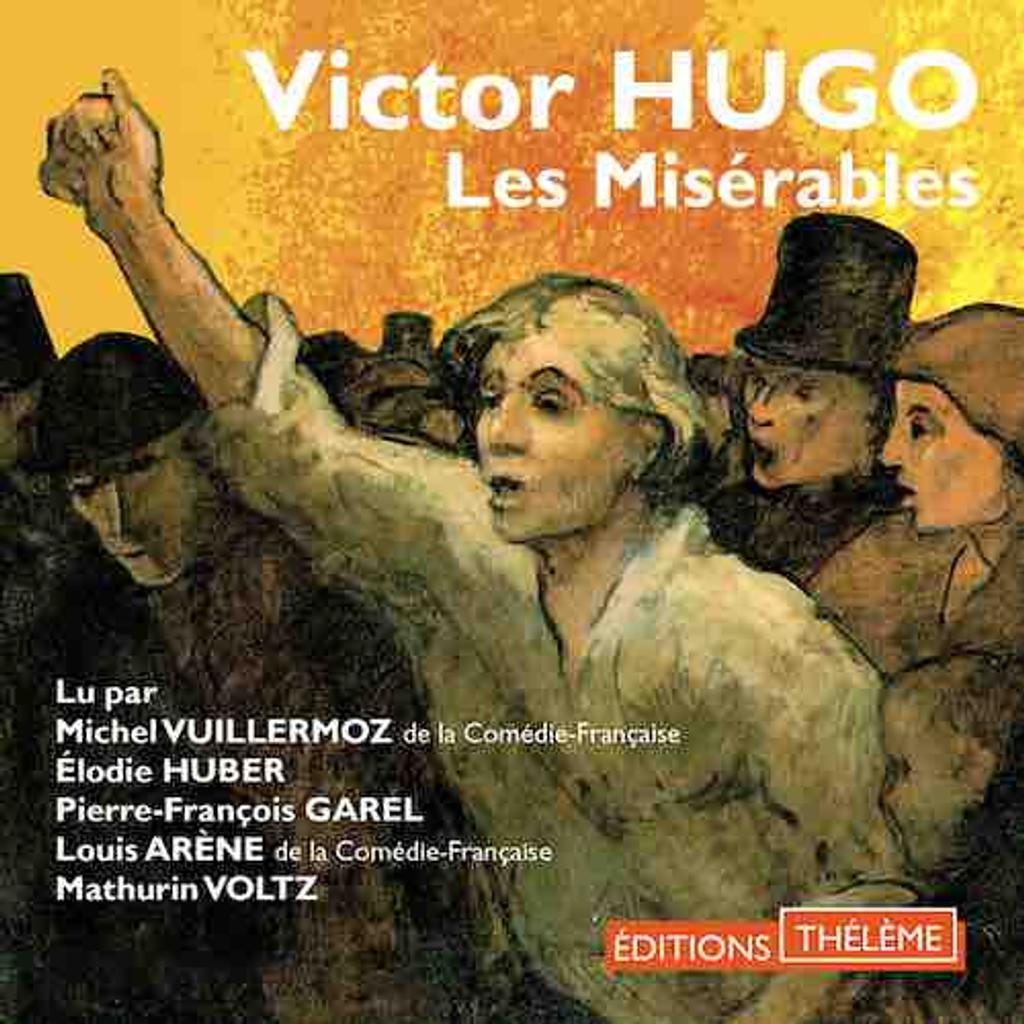 Victor HUGO
Les Misérables
Lu par
Michel VUILLERMOZ de la Comédie-Française
Élodie HUBER
Pierre-François GAREL
Louis ARÈNE de la Comédie-Française
Mathurin VOLTZ
ÉDITIONS THÉLÈME